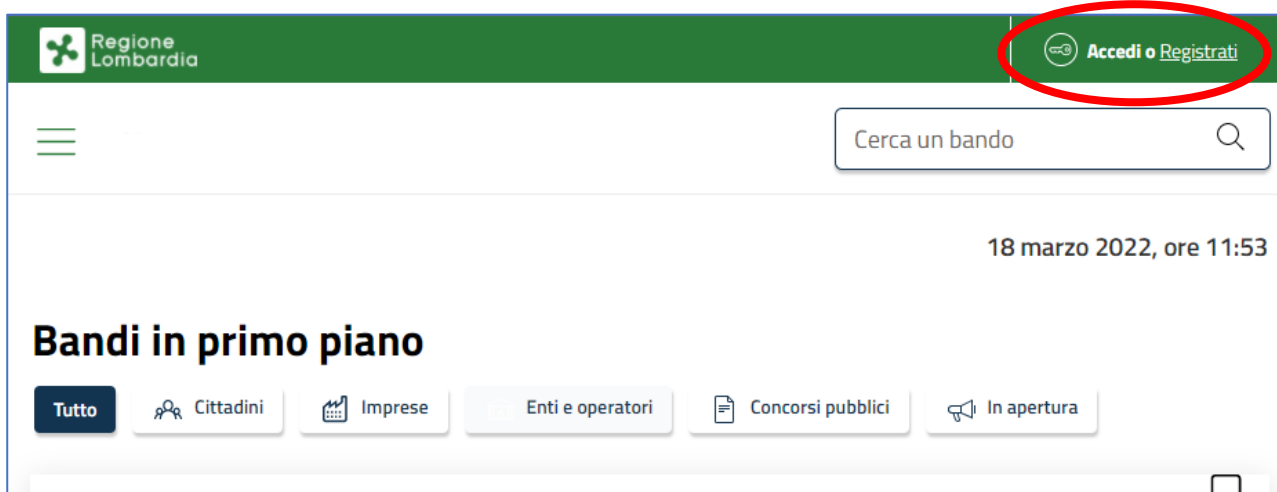 Regione
Lombardia
Accedi o Registrati
Cerca un bando
18 marzo 2022, ore 11:53
Bandi in primo piano
Tutto Cittadini Imprese Enti e operatori Concorsi pubblici In apertura